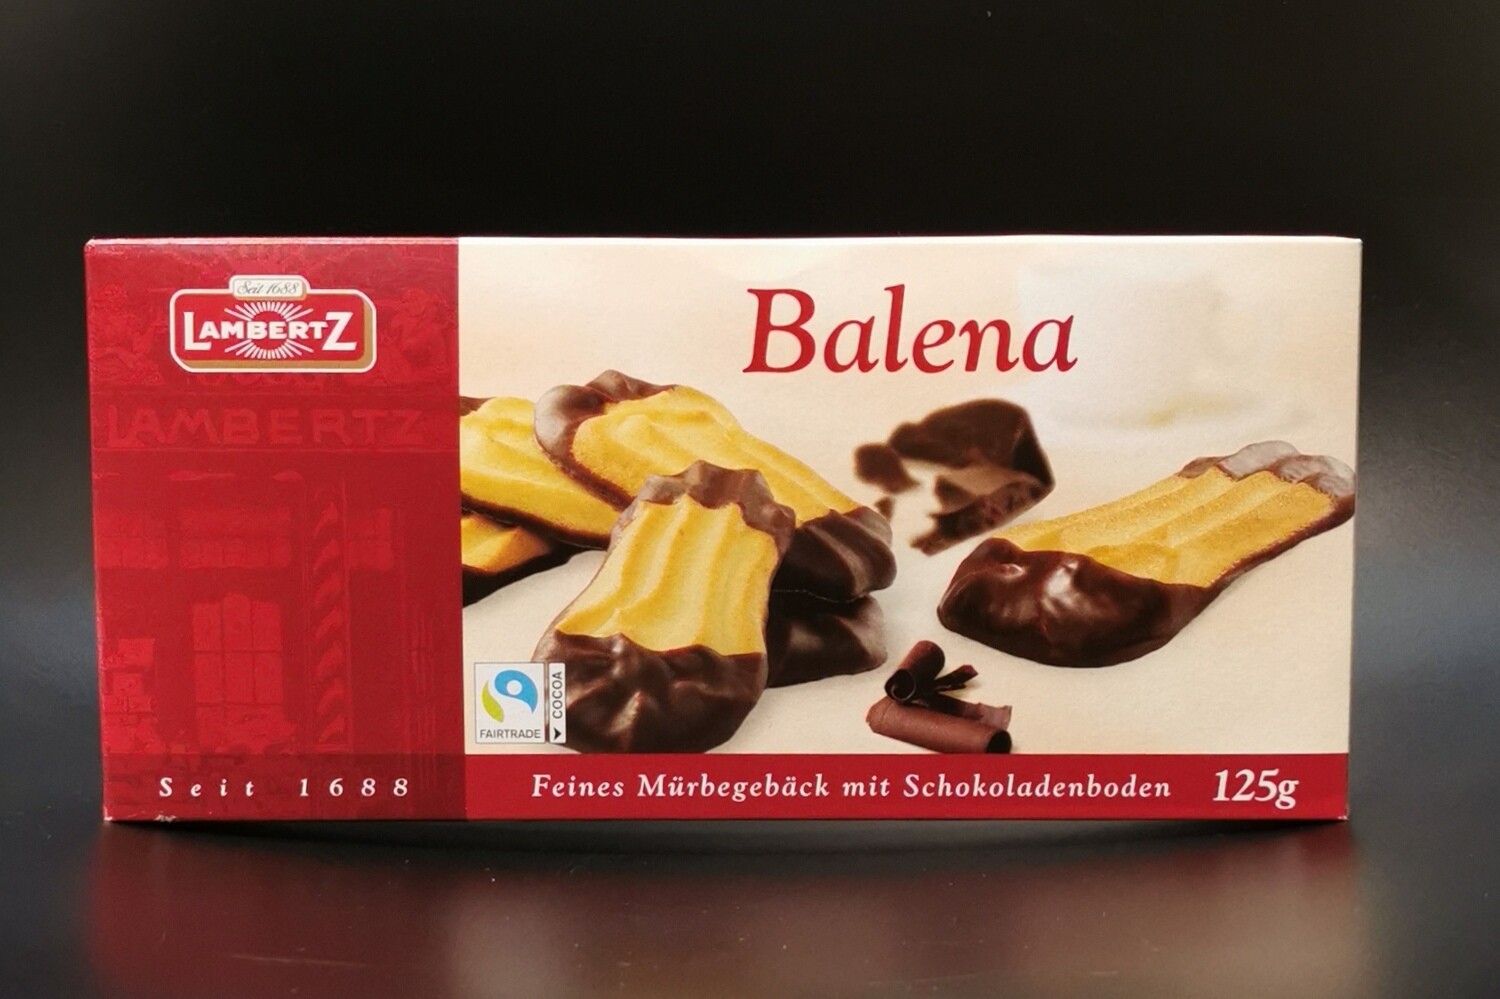 Seit 1688
LAMBERTZ
Balena
LAMBERTZ
FAIRTRADE
COCOA
Seit 1688
Feines Mürbegebäck mit Schokoladenboden 125g